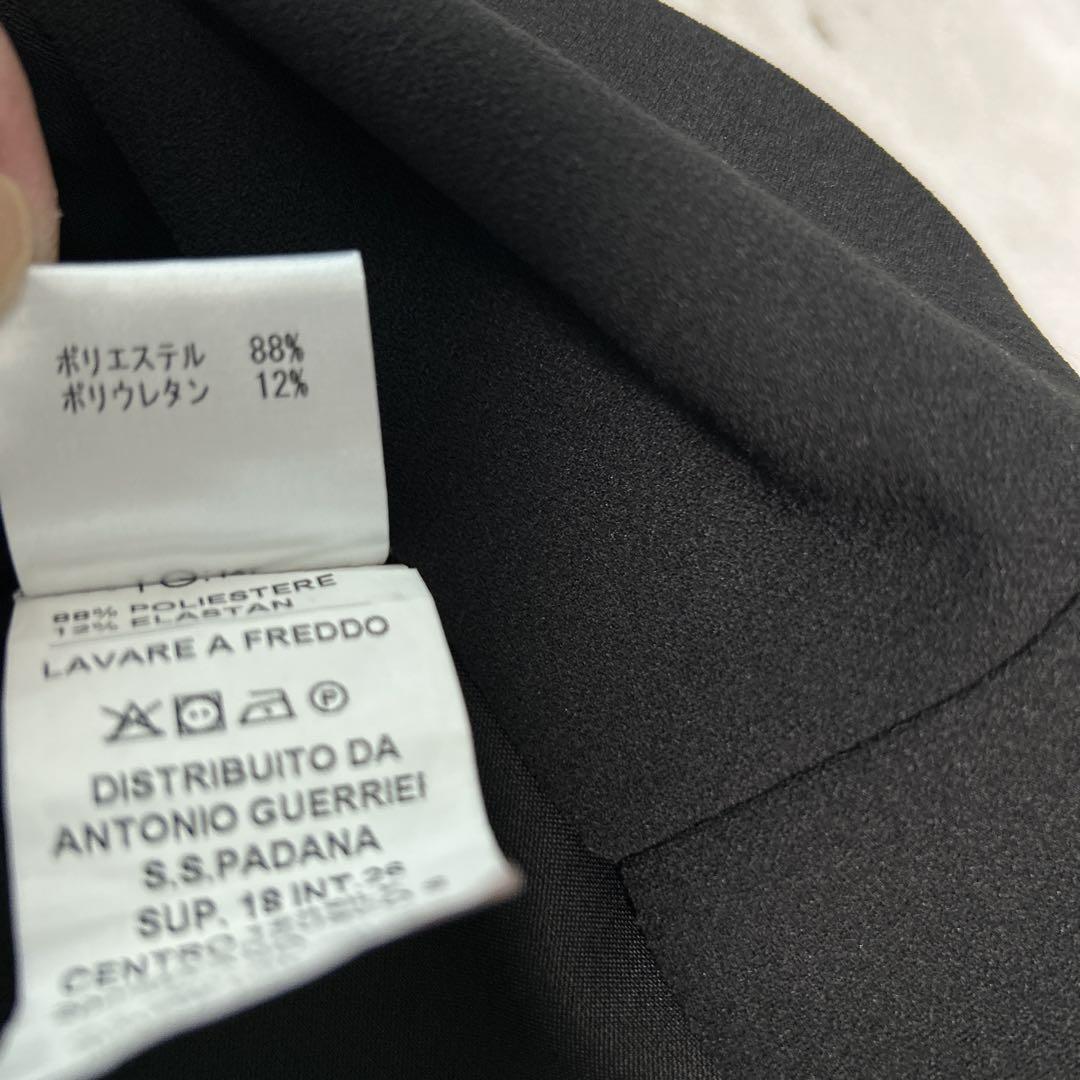 ポリエステル 88%
ポリウレタン 12%
88% POLIESTERE
12% ELASTAN
LAVARE A FREDDO
P
DISTRIBUITO DA
ANTONIO GUERRIEI
S.S.PADANA
SUP. 18 INT.
CENTRO